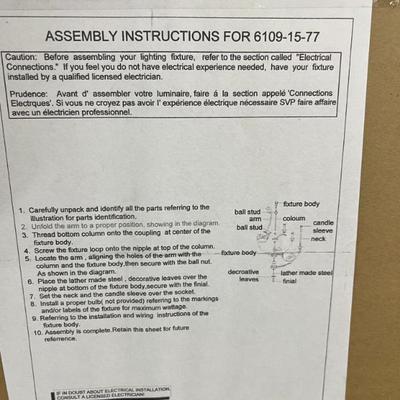 ASSEMBLY INSTRUCTIONS FOR 6109-15-77
Caution: Before assembling your lighting fixture, refer to the section called "Electrical
Connections." If you feel you do not have electrical experience needed, have your fixture
installed by a qualified licensed electrician.
Prudence: Avant d' assembler votre luminaire, faire á la section appelé 'Connections
Electrques'. Si vous ne croyez pas avoir l' expérience électrique nécessaire SVP faire affaire
avec un électricien professionnel.
1. Carefully unpack and identify all parts referring to the
illustration for parts identification.
2. Unfold the arm to a proper position, showing in the diagram.
3. Thread bottom column onto the coupling at center of the
fixture body.
4. Screw the fixture loop onto the nipple at top of the column.
5. Locate the arm , aligning the holes of the arm with the
column and the fixture body,then secure with the ball nut.
As shown in the diagram.
6. Place the lather made steel , decorative leaves over the
nipple at bottom of the fixture body,secure with the finial.
7. Set the neck and the candle sleeve over the socket.
8. Install a proper bulb( not provided) referring to the markings
and/or labels of the fixture for maximum wattage.
9. Referring to the installation and wiring instructions of the
fixture body.
10. Assembly is complete.Retain this sheet for future
referrence.
fixture body
ball stud
arm
coloum
ball stud
candle
sleeve
neck
fixture body
decroative
leaves
lather made steel
finial
IF IN DOUBT ABOUT ELECTRICAL INSTALLATION,
CONSULT A LICENSED ELECTRICIAN!